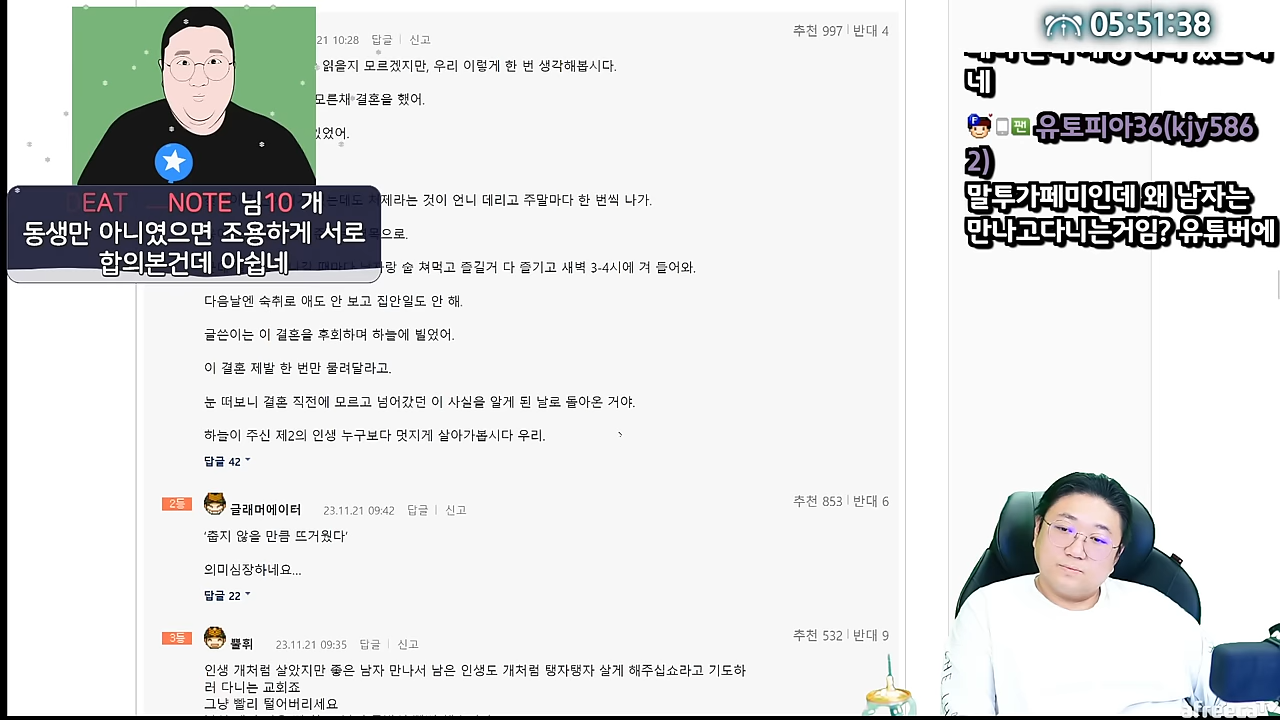 21 10:28 답글 | 신고
추천 997 | 반대 4
읽을지 모르겠지만, 우리 이렇게 한 번 생각해봅시다.
모른채 결혼을 했어.
있었어.
처제라는 것이 언니 데리고 주말마다 한 번씩 나가.
으로.
술 쳐먹고 즐길거 다 즐기고 새벽 3-4시에 겨 들어와.
다음날엔 숙취로 애도 안 보고 집안일도 안 해.
글쓴이는 이 결혼을 후회하며 하늘에 빌었어.
이 결혼 제발 한 번만 물려달라고.
눈 떠보니 결혼 직전에 모르고 넘어갔던 이 사실을 알게 된 날로 돌아온 거야.
하늘이 주신 제2의 인생 누구보다 멋지게 살아가봅시다 우리.
답글 42
2등 글래머에이터 23.11.21 09:42 답글 | 신고
추천 853 | 반대 6
‘춥지 않을 만큼 뜨거웠다’
의미심장하네요...
답글 22
3등 뿔휘 23.11.21 09:35 답글 | 신고
추천 532 | 반대 9
인생 개처럼 살았지만 좋은 남자 만나서 남은 인생도 개처럼 탱자탱자 살게 해주십소라고 기도하
러 다니는 교회죠
그냥 빨리 털어버리세요
EAT __NOTE 님10 개
동생만 아니였으면 조용하게 서로
합의본건데 아쉽네
05:51:38
네
F 팬 유토피아36(kjy586
2)
말투가페미인데 왜 남자는
만나고다니는거임? 유튜버에
afreecaTV